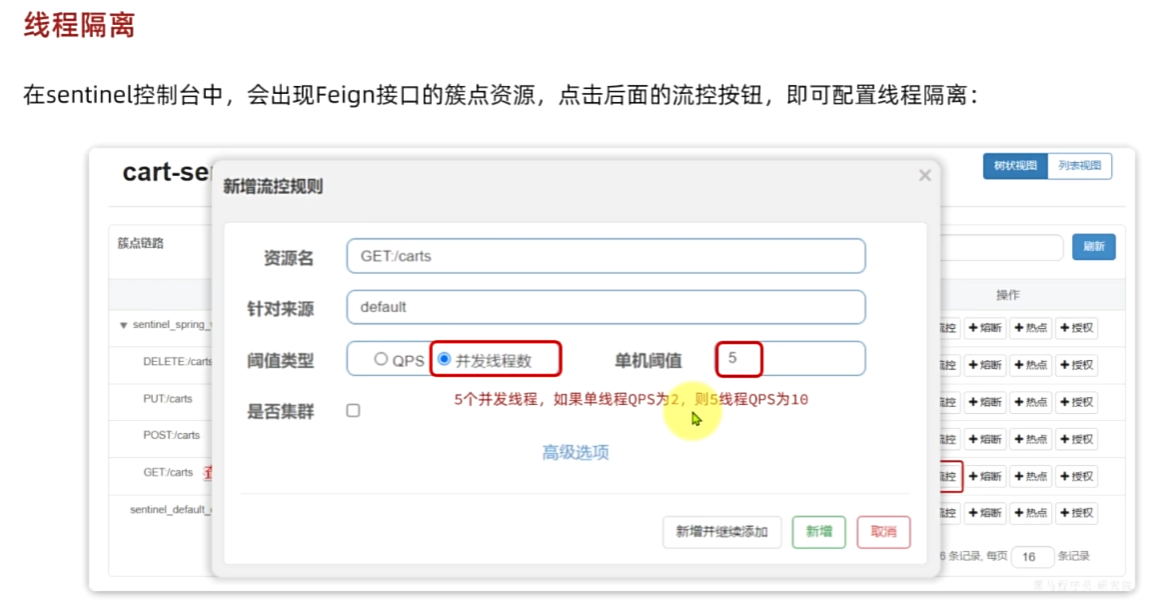 线程隔离
在sentinel控制台中，会出现Feign接口的簇点资源，点击后面的流控按钮，即可配置线程隔离：
cart-se
树状视图 列表视图
新增流控规则
簇点链路
刷新
资源名 GET:/carts
针对来源 default
操作
sentinel_spring_
流控 +熔断 +热点 +授权
阈值类型 QPS 并发线程数 单机阈值 5
DELETE:/carts
流控 +熔断 +热点 +授权
5个并发线程，如果单线程QPS为2，则5线程QPS为10
PUT:/carts
流控 +熔断 +热点 +授权
是否集群
POST:/carts
流控 +熔断 +热点 +授权
高级选项
GET:/carts
流控 +熔断 +热点 +授权
sentinel_default_
流控 +熔断 +热点 +授权
新增并继续添加 新增 取消
6 条记录, 每页 16 条记录